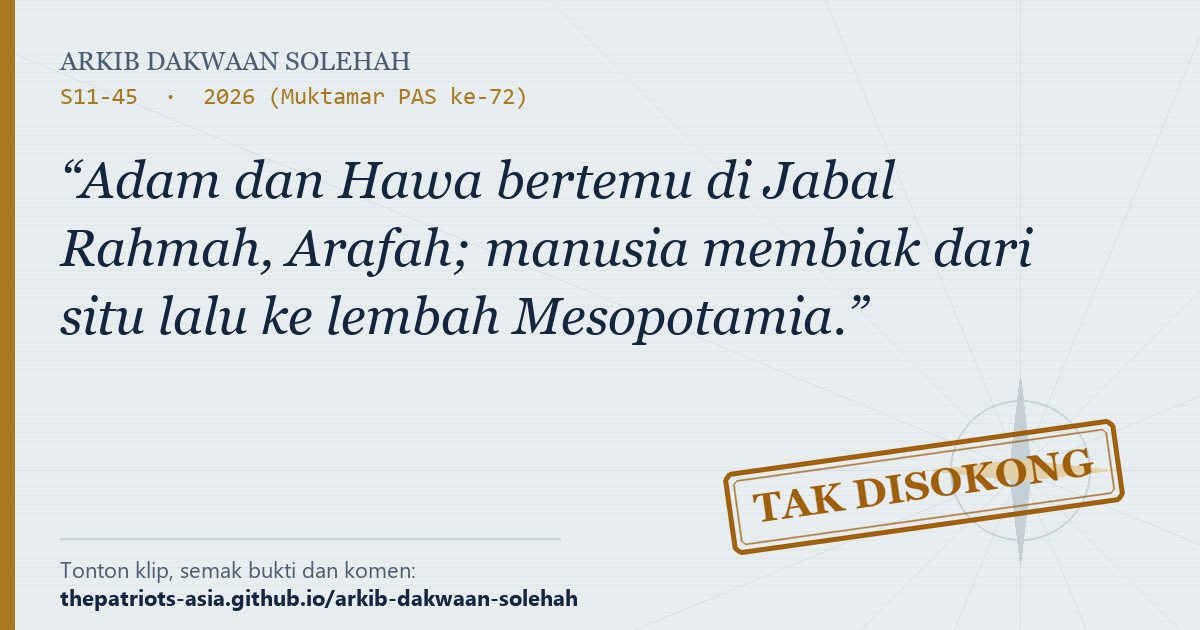 ARKIB DAKWAAN SOLEHAH
S11-45 · 2026 (Muktamar PAS ke-72)
“Adam dan Hawa bertemu di Jabal
Rahmah, Arafah; manusia membiak dari
situ lalu ke lembah Mesopotamia.”
TAK DISOKONG
Tonton klip, semak bukti dan komen:
thepatriots-asia.github.io/arkib-dakwaan-solehah